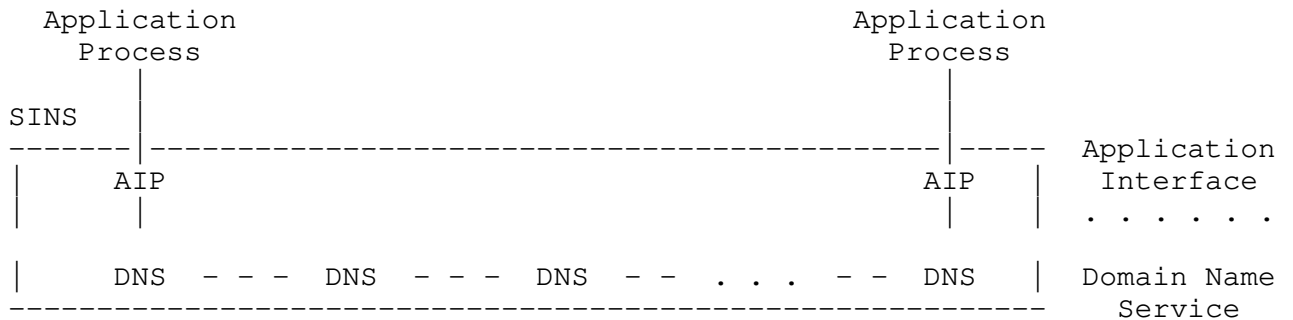 Application Application
Process Process
SINS
Application
AIP AIP Interface
. . . . . .
DNS - - - DNS - - - DNS - - . . . - - DNS Domain Name
Service